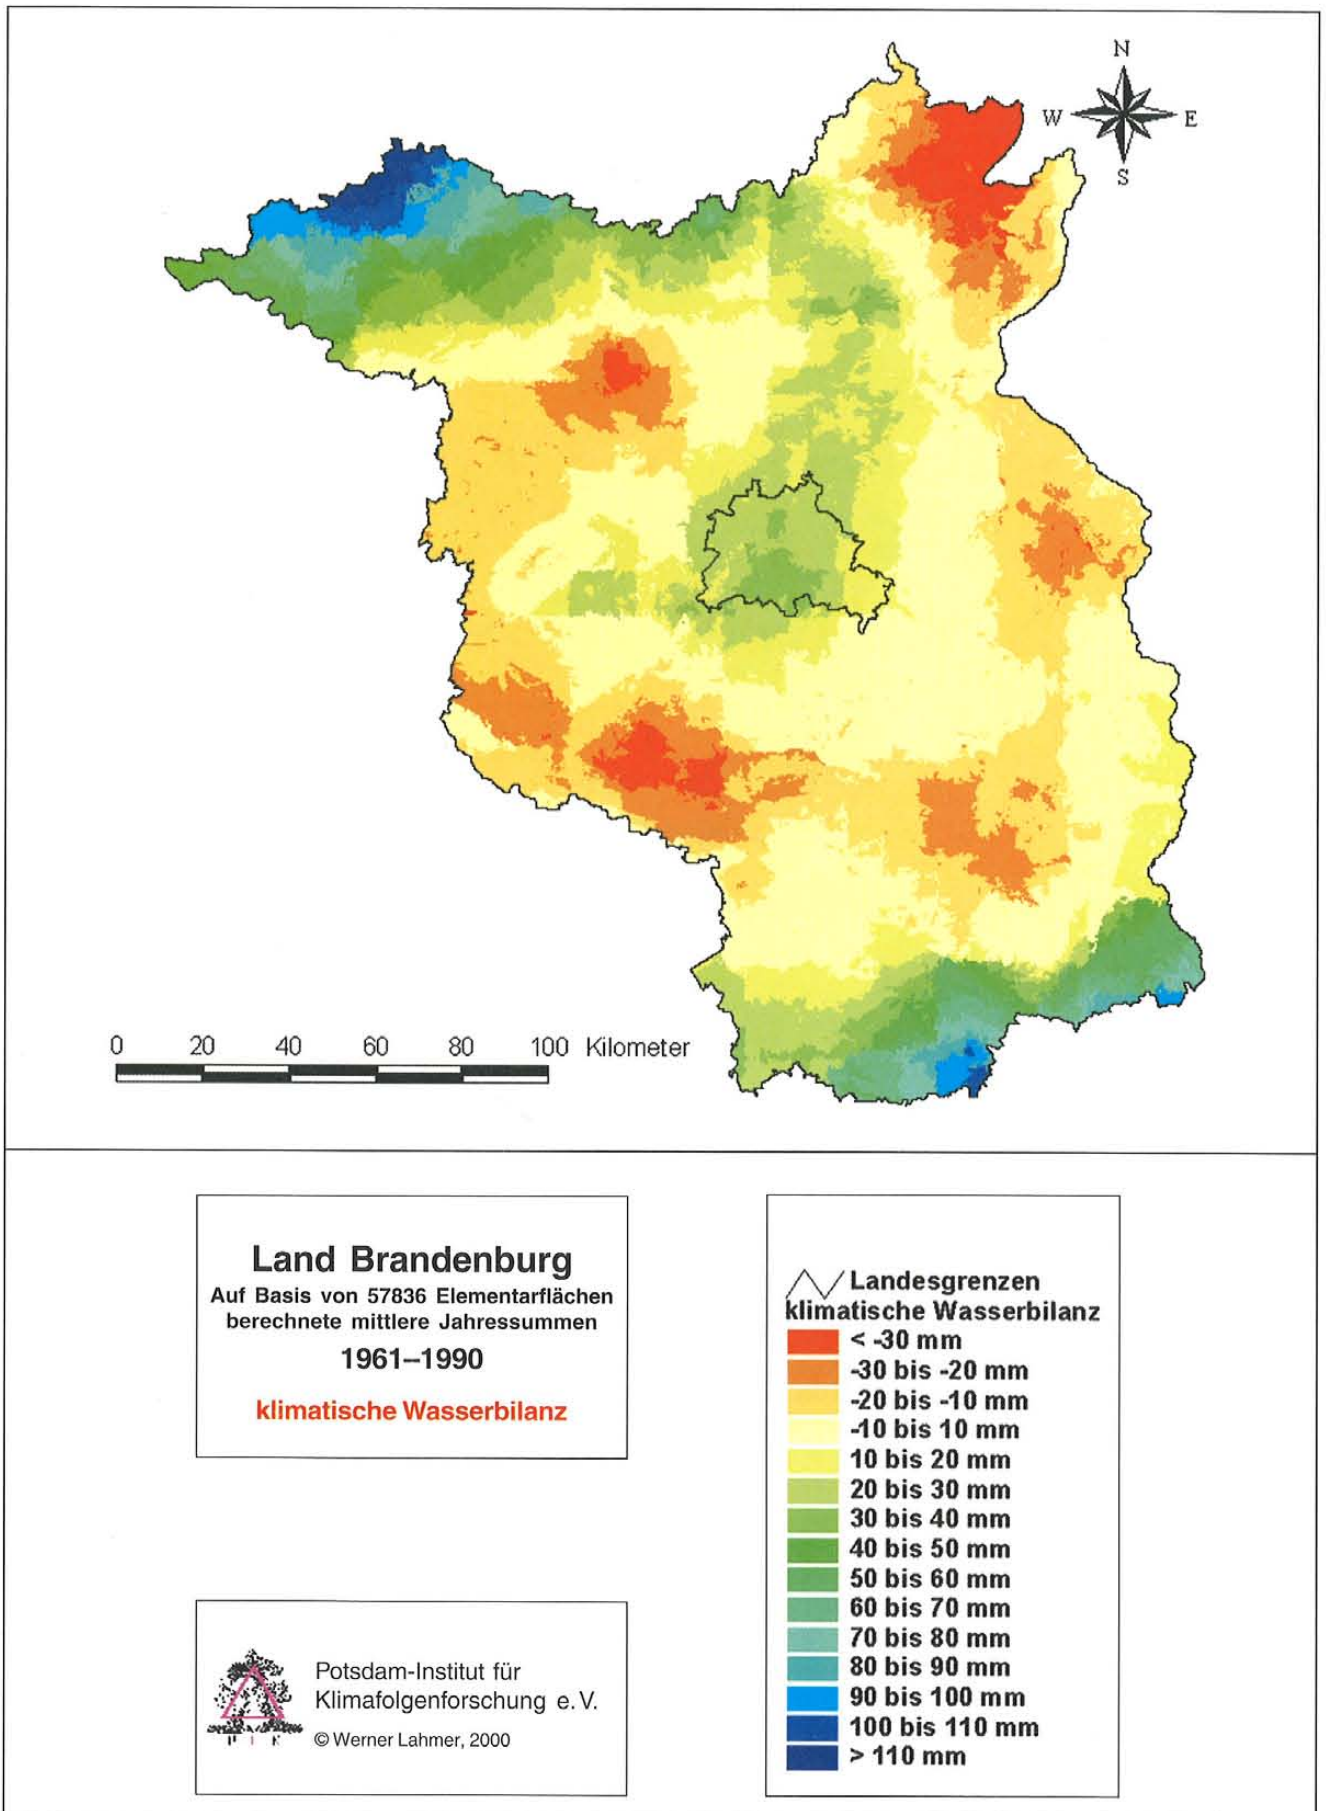 N
W E
S
0 20 40 60 80 100 Kilometer
Land Brandenburg
Auf Basis von 57836 Elementarflächen
berechnete mittlere Jahressummen
1961–1990
klimatische Wasserbilanz
Potsdam-Institut für
Klimafolgenforschung e.V.
© Werner Lahmer, 2000
Landesgrenzen
klimatische Wasserbilanz
< -30 mm
-30 bis -20 mm
-20 bis -10 mm
-10 bis 10 mm
10 bis 20 mm
20 bis 30 mm
30 bis 40 mm
40 bis 50 mm
50 bis 60 mm
60 bis 70 mm
70 bis 80 mm
80 bis 90 mm
90 bis 100 mm
100 bis 110 mm
> 110 mm